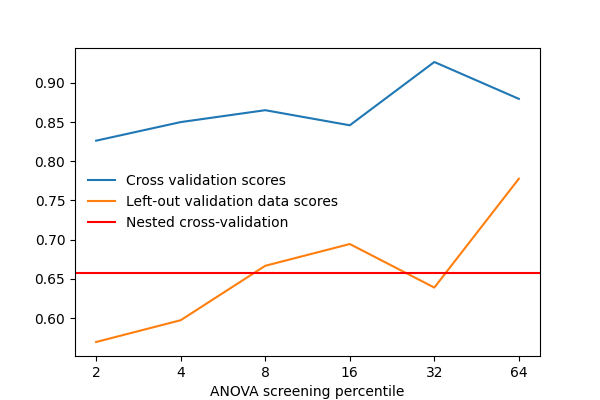 0.90
0.85
0.80
0.75
0.70
0.65
0.60
Cross validation scores
Left-out validation data scores
Nested cross-validation
2 4 8 16 32 64
ANOVA screening percentile